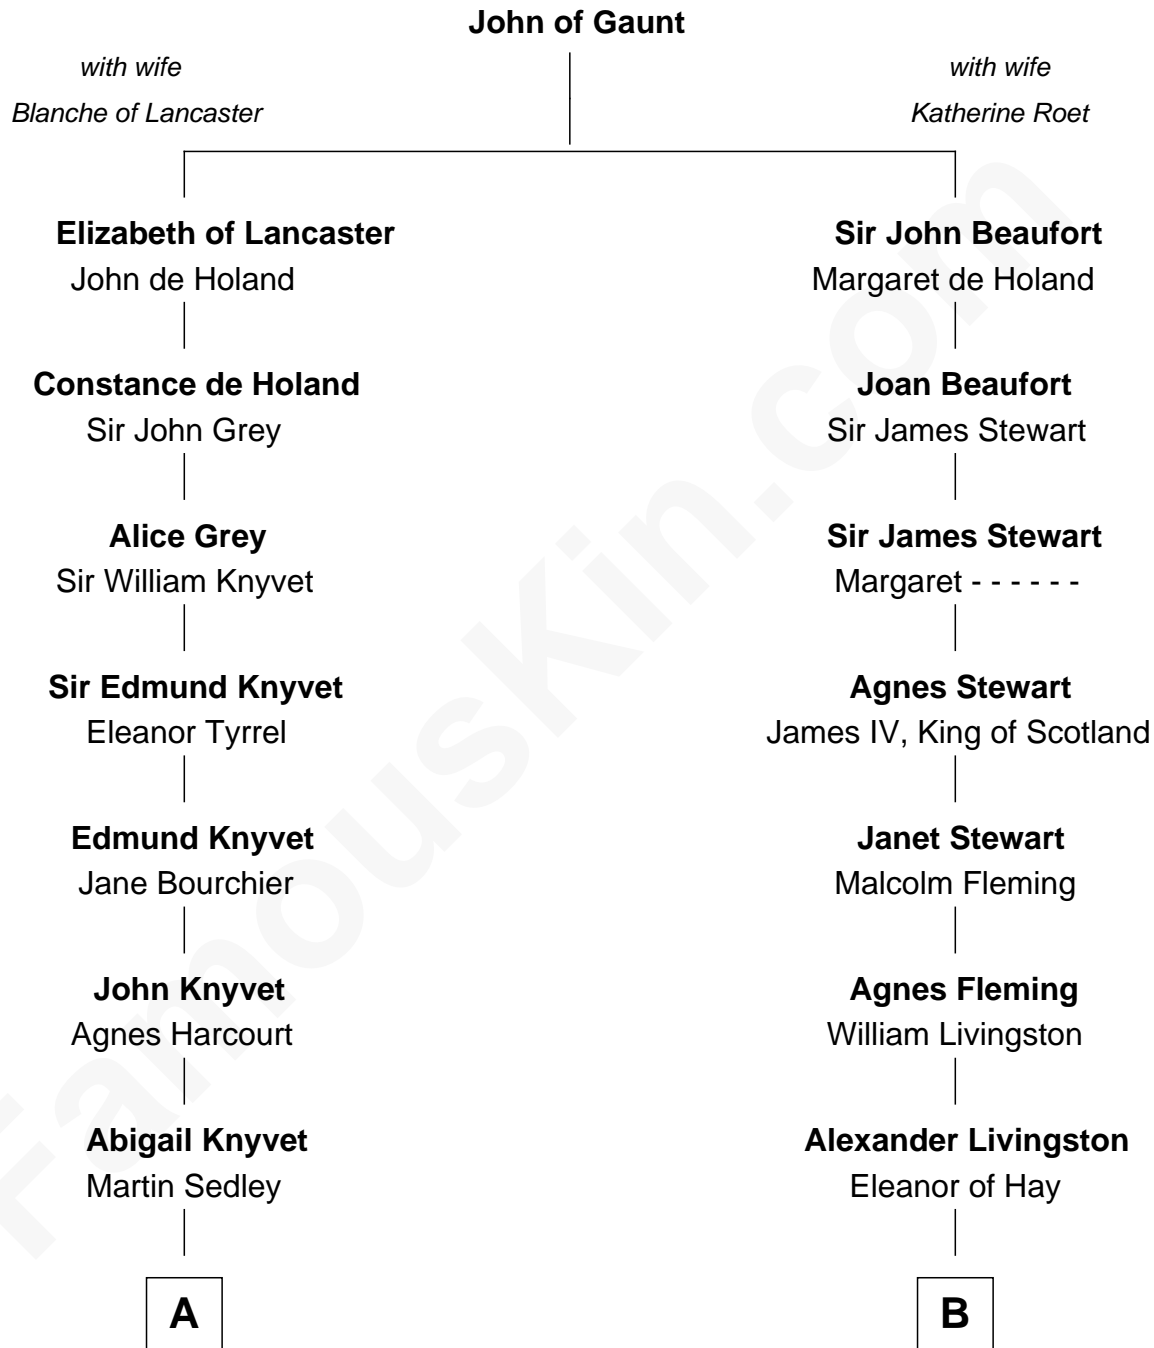 John of Gaunt
with wife
Blanche of Lancaster
with wife
Katherine Roet
Elizabeth of Lancaster
John de Holand
Sir John Beaufort
Margaret de Holand
Constance de Holand
Sir John Grey
Joan Beaufort
Sir James Stewart
Alice Grey
Sir William Knyvet
Sir James Stewart
Margaret - - - - - -
Sir Edmund Knyvet
Eleanor Tyrrel
Agnes Stewart
James IV, King of Scotland
Edmund Knyvet
Jane Bourchier
Janet Stewart
Malcolm Fleming
John Knyvet
Agnes Harcourt
Agnes Fleming
William Livingston
Abigail Knyvet
Martin Sedley
Alexander Livingston
Eleanor of Hay
A
B
FamousKin.com